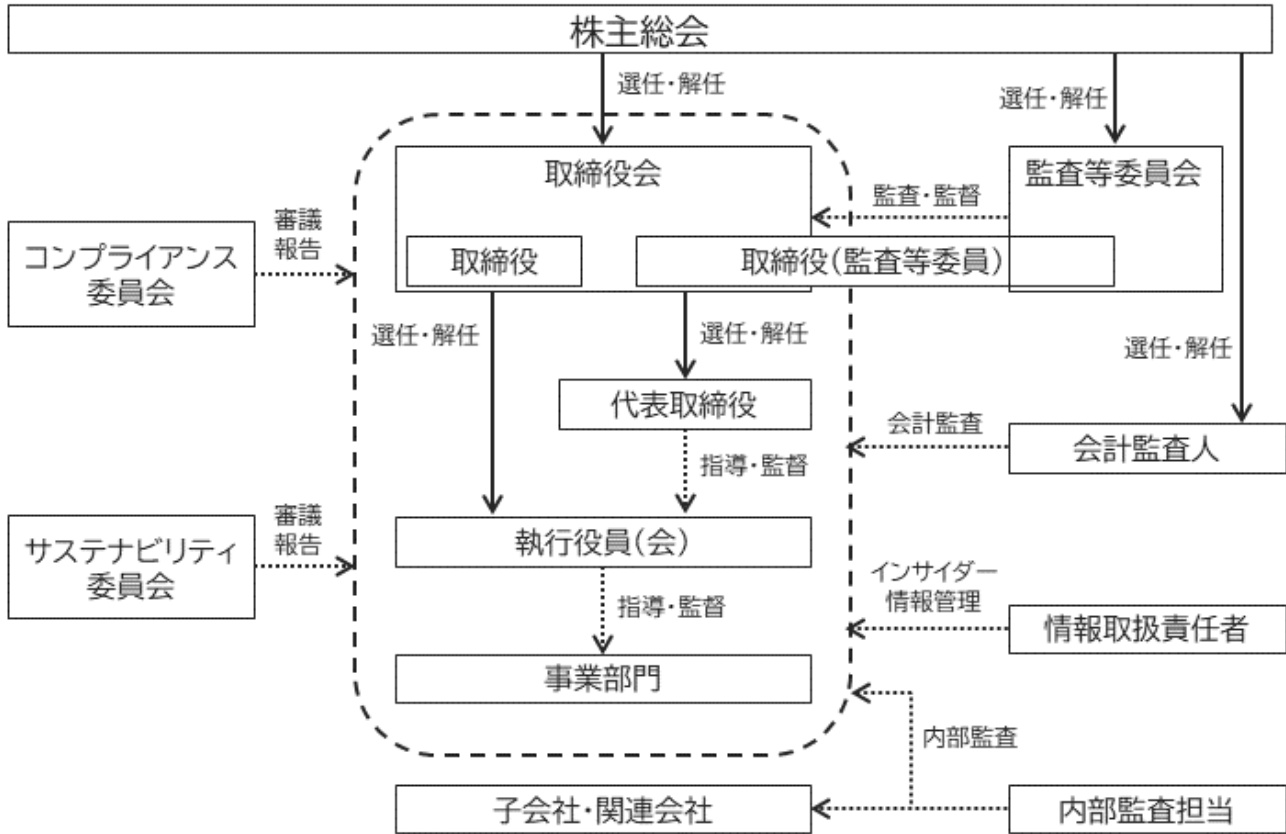 株主総会
選任・解任
選任・解任
取締役会
監査等委員会
監査・監督
審議
報告
コンプライアンス
委員会
取締役
取締役(監査等委員)
選任・解任
選任・解任
選任・解任
代表取締役
会計監査
会計監査人
指導・監督
審議
報告
サステナビリティ
委員会
執行役員(会)
インサイダー
情報管理
指導・監督
情報取扱責任者
事業部門
内部監査
子会社・関連会社
内部監査担当